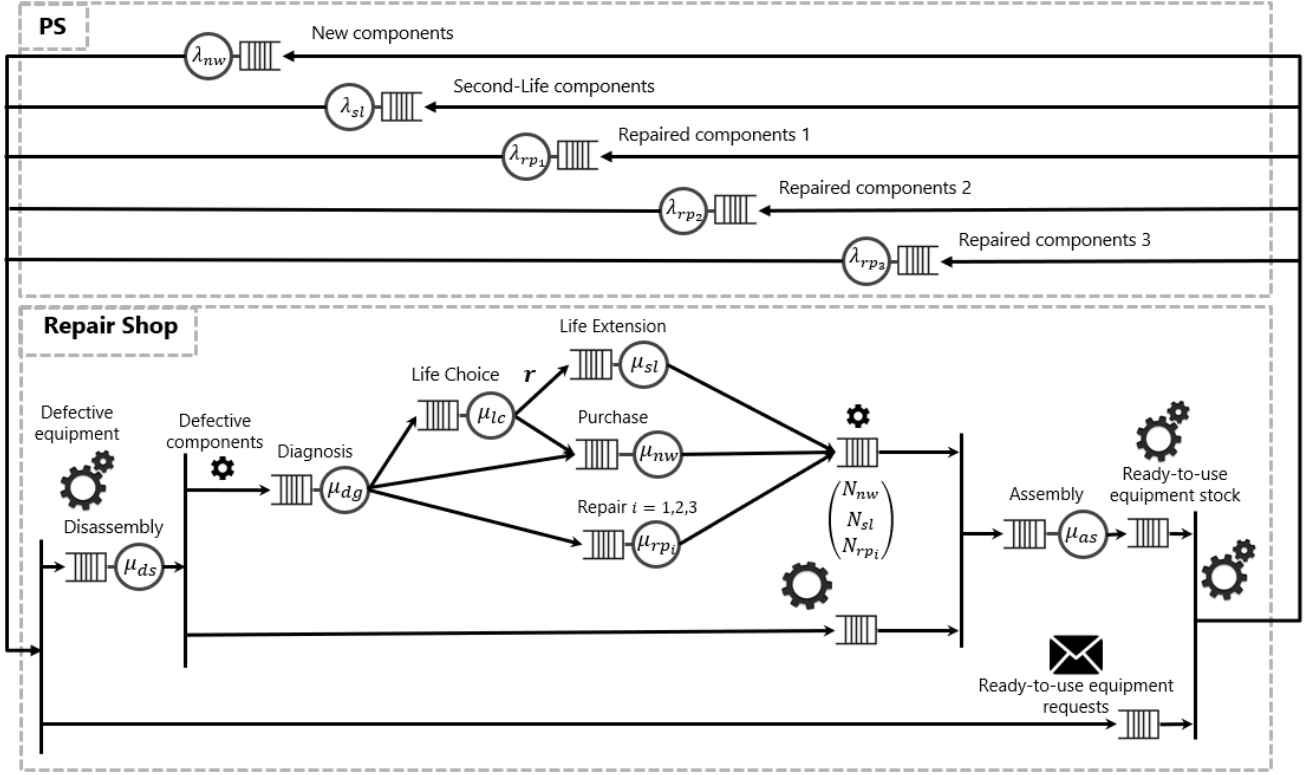 PS
New components
λnw
Second-Life components
λsl
Repaired components 1
λrp1
Repaired components 2
λrp2
Repaired components 3
λrp3
Repair Shop
Life Extension
μsl
Life Choice
r
μlc
Purchase
μnw
Defective
equipment
Defective
components
Diagnosis
μdg
Repair i = 1,2,3
μrpi
Nnw
Nsl
Nrpi
Disassembly
μds
Assembly
μas
Ready-to-use
equipment stock
Ready-to-use equipment
requests